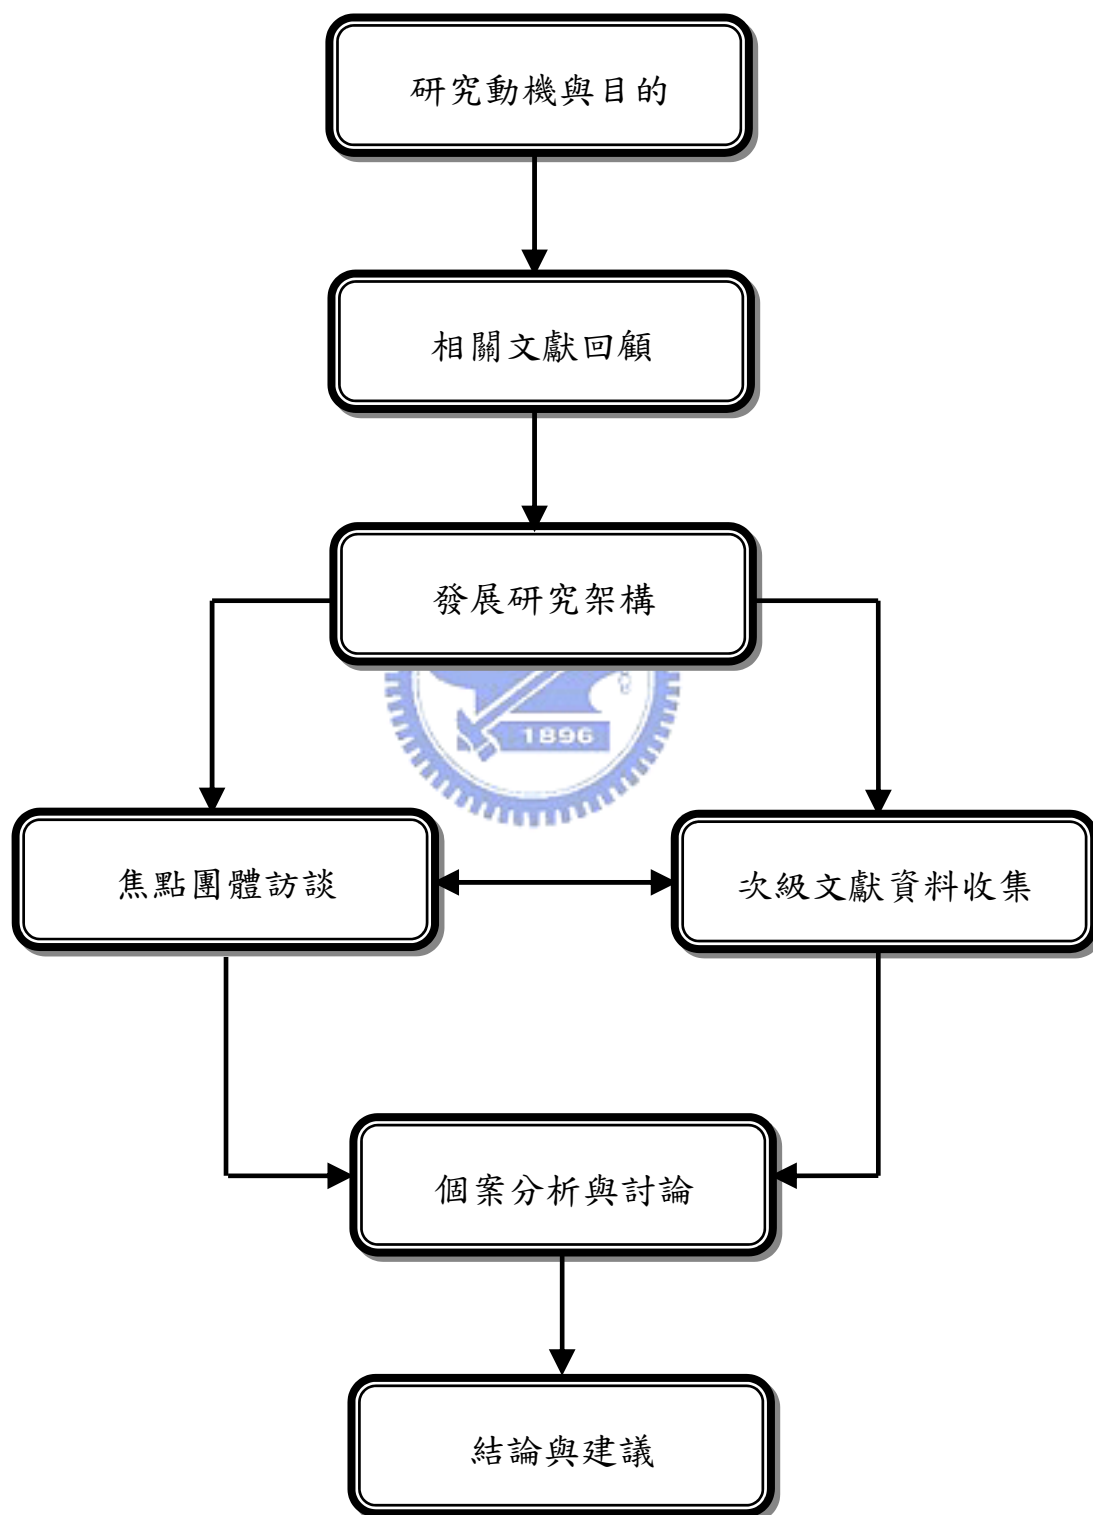 研究動機與目的
相關文獻回顧
發展研究架構
1896
焦點團體訪談
次級文獻資料收集
個案分析與討論
結論與建議